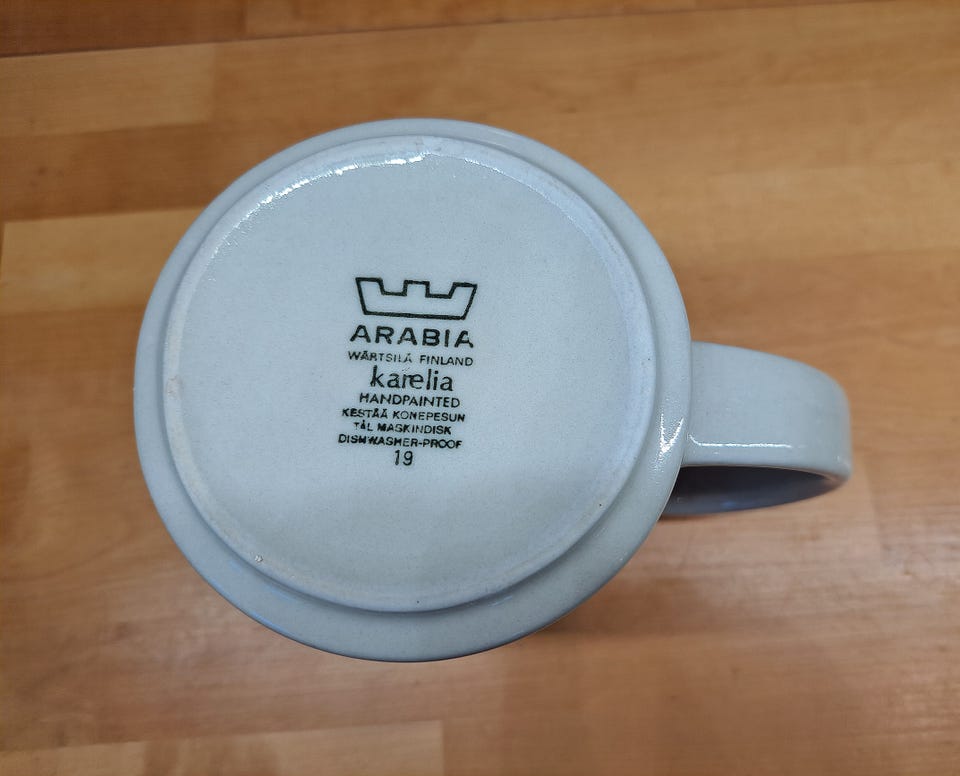 ARABIA
WÄRTSILÄ FINLAND
karelia
HANDPAINTED
KESTÄÄ KONEPESUN
TÅL MASKINDISK
DISHWASHER-PROOF
19